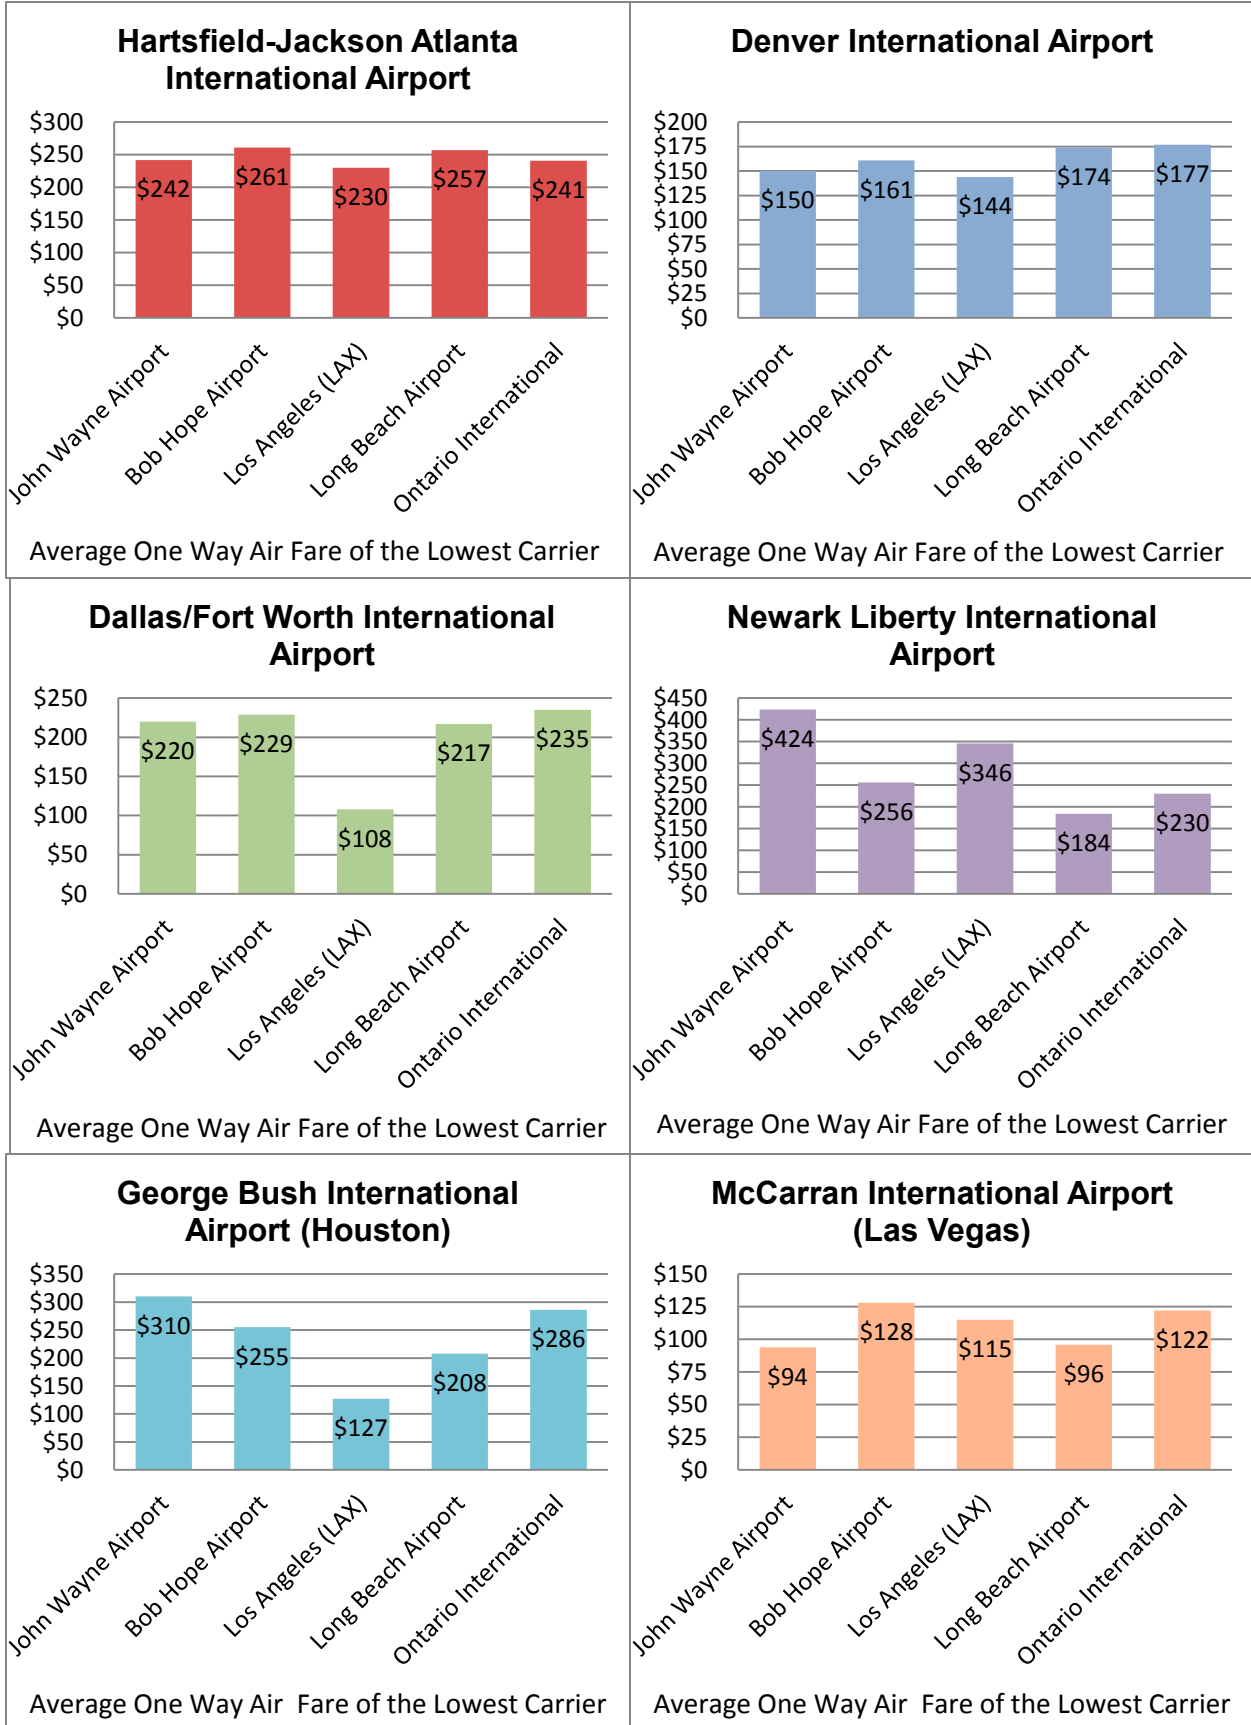 Hartsfield-Jackson Atlanta
International Airport
$300
$250
$200
$150
$100
$50
$0
$242
$261
$230
$257
$241
John Wayne Airport
Bob Hope Airport
Los Angeles (LAX)
Long Beach Airport
Ontario International
Average One Way Air Fare of the Lowest Carrier
Denver International Airport
$200
$175
$150
$125
$100
$75
$50
$25
$0
$150
$161
$144
$174
$177
John Wayne Airport
Bob Hope Airport
Los Angeles (LAX)
Long Beach Airport
Ontario International
Average One Way Air Fare of the Lowest Carrier
Dallas/Fort Worth International
Airport
$250
$200
$150
$100
$50
$0
$220
$229
$108
$217
$235
John Wayne Airport
Bob Hope Airport
Los Angeles (LAX)
Long Beach Airport
Ontario International
Average One Way Air Fare of the Lowest Carrier
Newark Liberty International
Airport
$450
$400
$350
$300
$250
$200
$150
$100
$50
$0
$424
$256
$346
$184
$230
John Wayne Airport
Bob Hope Airport
Los Angeles (LAX)
Long Beach Airport
Ontario International
Average One Way Air Fare of the Lowest Carrier
George Bush International
Airport (Houston)
$350
$300
$250
$200
$150
$100
$50
$0
$310
$255
$127
$208
$286
John Wayne Airport
Bob Hope Airport
Los Angeles (LAX)
Long Beach Airport
Ontario International
Average One Way Air  Fare of the Lowest Carrier
McCarran International Airport
(Las Vegas)
$150
$125
$100
$75
$50
$25
$0
$94
$128
$115
$96
$122
John Wayne Airport
Bob Hope Airport
Los Angeles (LAX)
Long Beach Airport
Ontario International
Average One Way Air  Fare of the Lowest Carrier